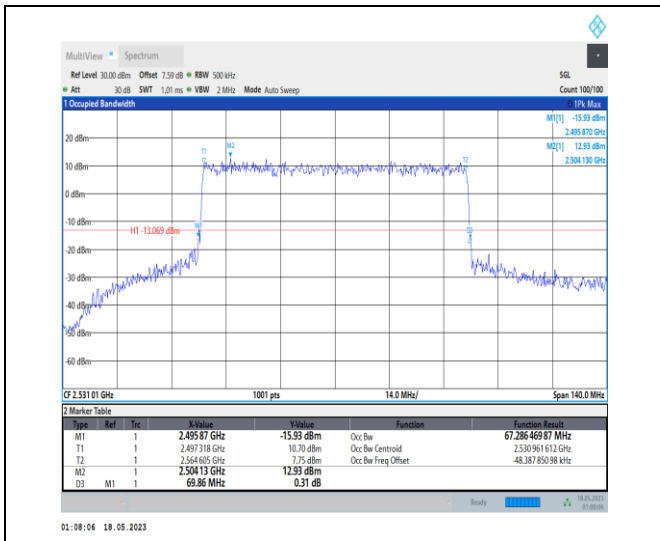 MultiView Spectrum
Ref Level 30.00 dBm Offset 7.59 dB RBW 500 kHz SGL
Att 30 dB SWT 1.01 ms VBW 2 MHz Mode Auto Sweep Count 100/100
1 Occupied Bandwidth 1Pk Max
M1[1] -15.93 dBm
2.495 870 GHz
20 dBm
M2[1] 12.93 dBm
2.504 130 GHz
T1 M2 T2
10 dBm
0 dBm
-10 dBm
H1 -13.069 dBm
M1 D3
-20 dBm
-30 dBm
-40 dBm
-50 dBm
-60 dBm
CF 2.531 01 GHz 1001 pts 14.0 MHz/ Span 140.0 MHz
2 Marker Table
Type Ref Trc X-Value Y-Value Function Function Result
M1 1 2.495 87 GHz -15.93 dBm Occ Bw 67.286 469 87 MHz
T1 1 2.497 318 GHz 10.70 dBm Occ Bw Centroid 2.530 961 612 GHz
T2 1 2.564 605 GHz 7.75 dBm Occ Bw Freq Offset -48.387 850 98 kHz
M2 1 2.504 13 GHz 12.93 dBm
D3 M1 1 69.86 MHz 0.31 dB
Ready 18.05.2023
01:08:06
01:08:06 18.05.2023